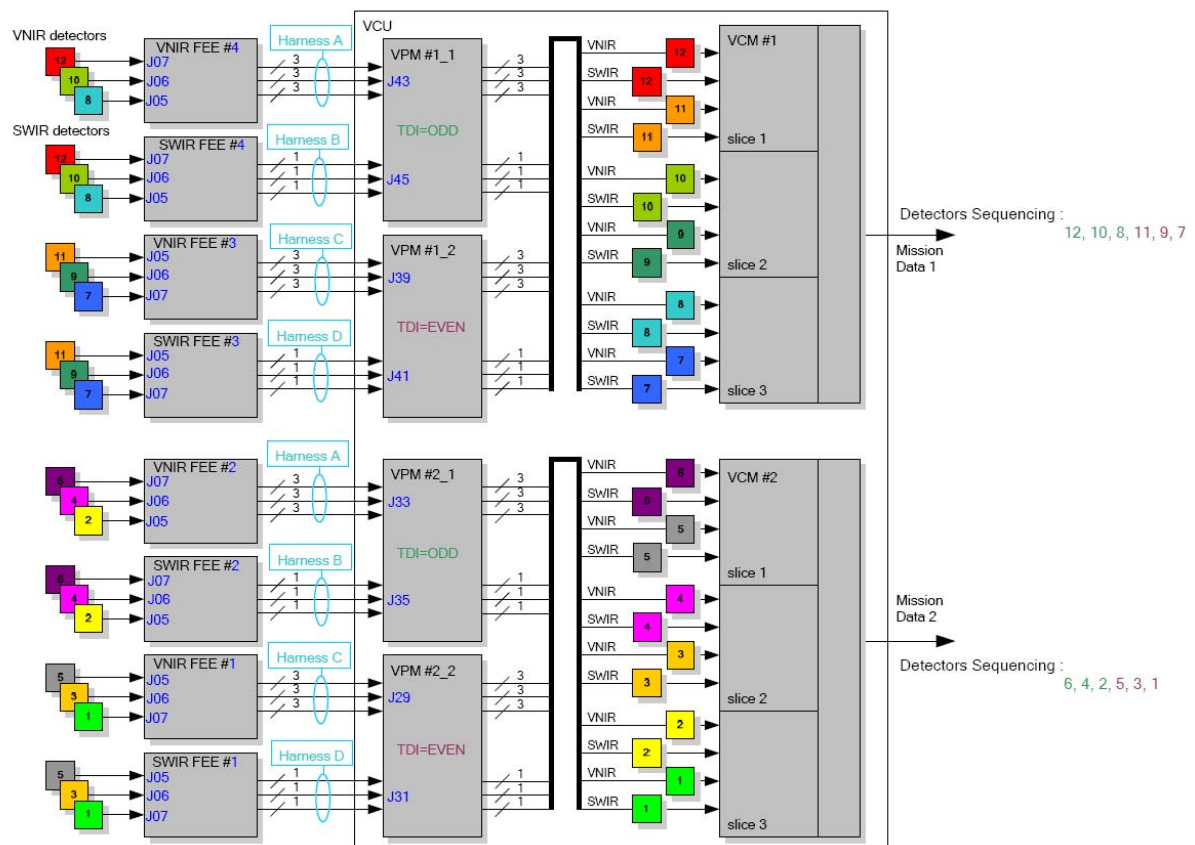 VCU
VNIR detectors
12
10
8
VNIR FEE #4
J07
J06
J05
Harness A
3
3
3
VPM #1_1
J43
TDI=ODD
J45
3
3
3
1
1
1
SWIR detectors
12
10
8
SWIR FEE #4
J07
J06
J05
Harness B
1
1
1
11
9
7
VNIR FEE #3
J05
J06
J07
Harness C
3
3
3
VPM #1_2
J39
TDI=EVEN
J41
3
3
3
1
1
1
11
9
7
SWIR FEE #3
J05
J06
J07
Harness D
1
1
1
VNIR 12
SWIR 12
VNIR 11
SWIR 11
VNIR 10
SWIR 10
VNIR 9
SWIR 9
VNIR 8
SWIR 8
VNIR 7
SWIR 7
VCM #1
slice 1
slice 2
slice 3
Mission
Data 1
Detectors Sequencing :
12, 10, 8, 11, 9, 7
6
4
2
VNIR FEE #2
J07
J06
J05
Harness A
3
3
3
VPM #2_1
J33
TDI=ODD
J35
3
3
3
1
1
1
6
4
2
SWIR FEE #2
J07
J06
J05
Harness B
1
1
1
5
3
1
VNIR FEE #1
J05
J06
J07
Harness C
3
3
3
VPM #2_2
J29
TDI=EVEN
J31
3
3
3
1
1
1
5
3
1
SWIR FEE #1
J05
J06
J07
Harness D
1
1
1
VNIR 6
SWIR 6
VNIR 5
SWIR 5
VNIR 4
SWIR 4
VNIR 3
SWIR 3
VNIR 2
SWIR 2
VNIR 1
SWIR 1
VCM #2
slice 1
slice 2
slice 3
Mission
Data 2
Detectors Sequencing :
6, 4, 2, 5, 3, 1